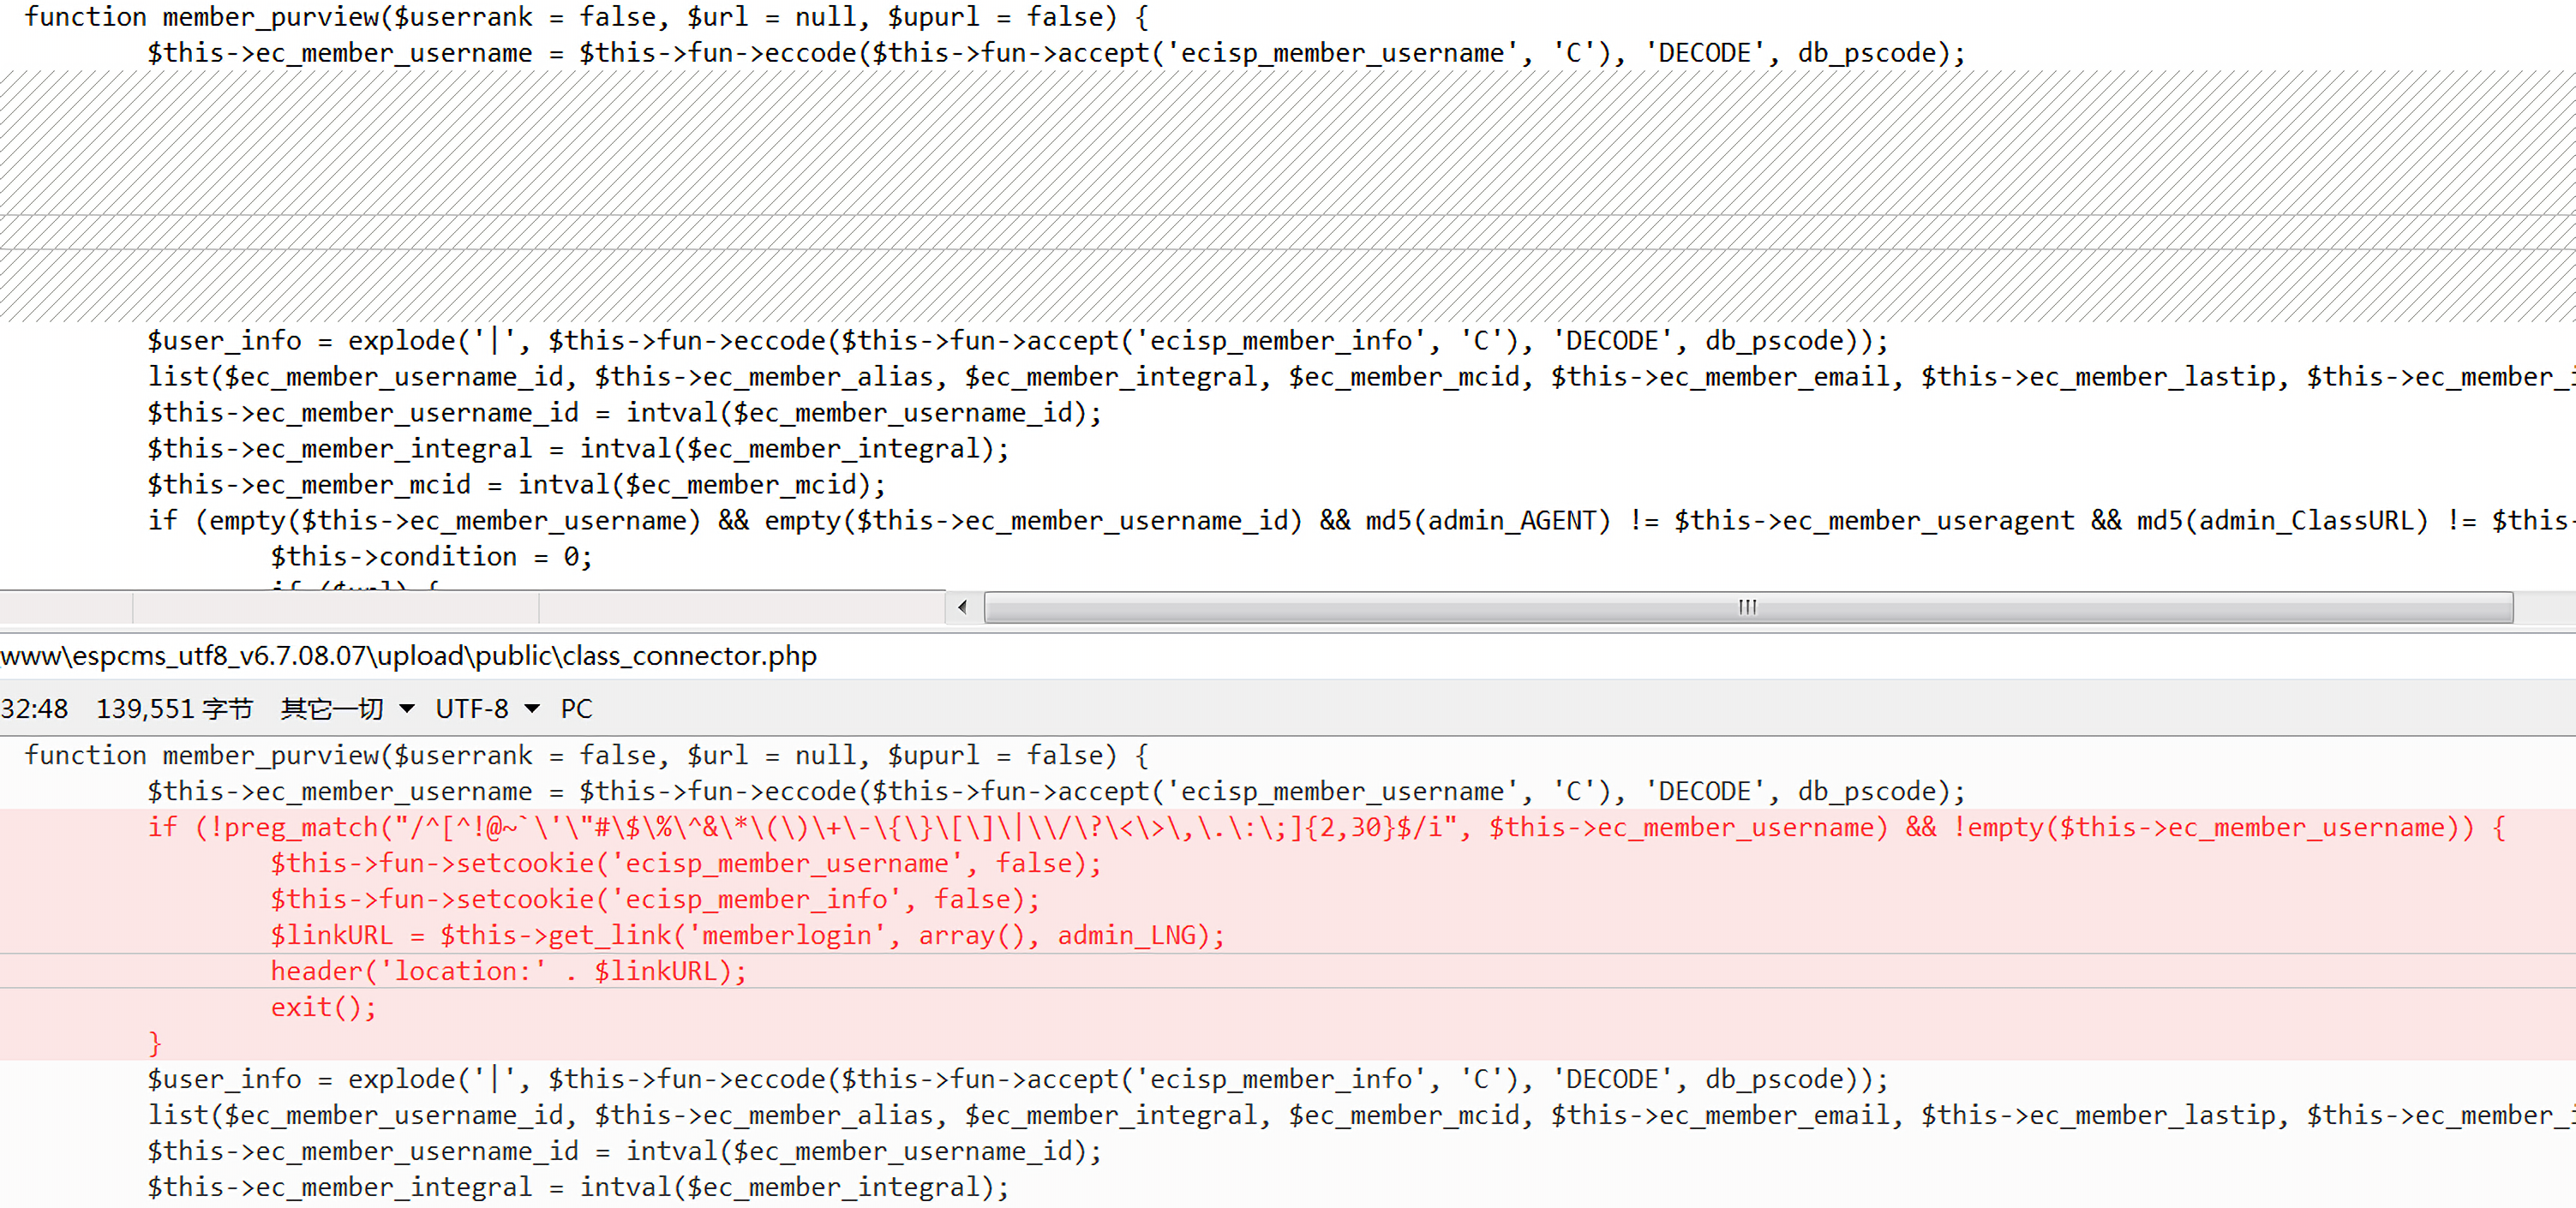 function member_purview($userrank = false, $url = null, $upurl = false) {
$this->ec_member_username = $this->fun->eccode($this->fun->accept('ecisp_member_username', 'C'), 'DECODE', db_pscode);
$user_info = explode('|', $this->fun->eccode($this->fun->accept('ecisp_member_info', 'C'), 'DECODE', db_pscode));
list($ec_member_username_id, $this->ec_member_alias, $ec_member_integral, $ec_member_mcid, $this->ec_member_email, $this->ec_member_lastip, $this->ec_member_i
$this->ec_member_username_id = intval($ec_member_username_id);
$this->ec_member_integral = intval($ec_member_integral);
$this->ec_member_mcid = intval($ec_member_mcid);
if (empty($this->ec_member_username) && empty($this->ec_member_username_id) && md5(admin_AGENT) != $this->ec_member_useragent && md5(admin_ClassURL) != $this-
$this->condition = 0;
if ($url) {
www\espcms_utf8_v6.7.08.07\upload\public\class_connector.php
32:48 139,551 字节 其它一切 UTF-8 PC
function member_purview($userrank = false, $url = null, $upurl = false) {
$this->ec_member_username = $this->fun->eccode($this->fun->accept('ecisp_member_username', 'C'), 'DECODE', db_pscode);
if (!preg_match("/^[^!@~`\'\"#\$\%\^&\*\(\)\+\-\{\}\[\]\|\\/\?\<\>\,\.\:\;]{2,30}$/i", $this->ec_member_username) && !empty($this->ec_member_username)) {
$this->fun->setcookie('ecisp_member_username', false);
$this->fun->setcookie('ecisp_member_info', false);
$linkURL = $this->get_link('memberlogin', array(), admin_LNG);
header('location:' . $linkURL);
exit();
}
$user_info = explode('|', $this->fun->eccode($this->fun->accept('ecisp_member_info', 'C'), 'DECODE', db_pscode));
list($ec_member_username_id, $this->ec_member_alias, $ec_member_integral, $ec_member_mcid, $this->ec_member_email, $this->ec_member_lastip, $this->ec_member_i
$this->ec_member_username_id = intval($ec_member_username_id);
$this->ec_member_integral = intval($ec_member_integral);